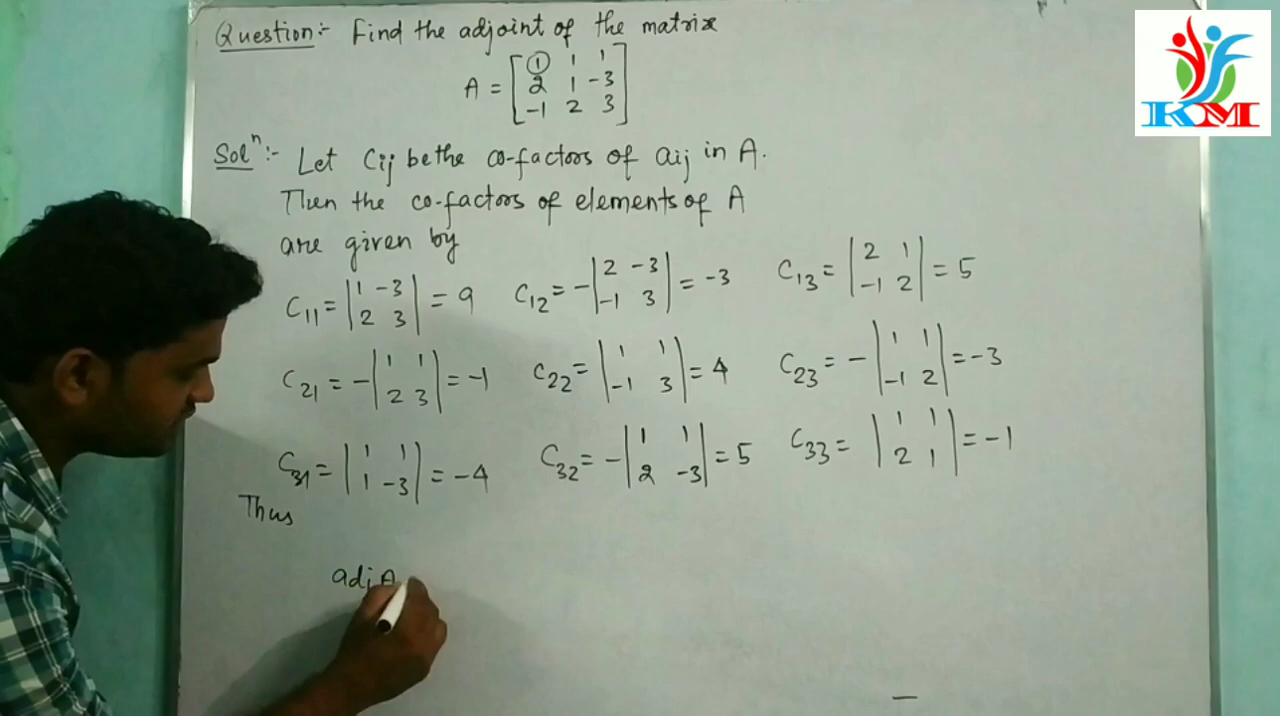 Question:- Find the adjoint of the matrix
A = [1 1 1
2 1 -3
-1 2 3]
Solⁿ:- Let Cij be the co-factors of aij in A.
Then the co-factors of elements of A
are given by
C11 = |1 -3 / 2 3| = 9 C12 = -|2 -3 / -1 3| = -3 C13 = |2 1 / -1 2| = 5
C21 = -|1 1 / 2 3| = -1 C22 = |1 1 / -1 3| = 4 C23 = -|1 1 / -1 2| = -3
C31 = |1 1 / 1 -3| = -4 C32 = -|1 1 / 2 -3| = 5 C33 = |1 1 / 2 1| = -1
Thus
adj A
KM